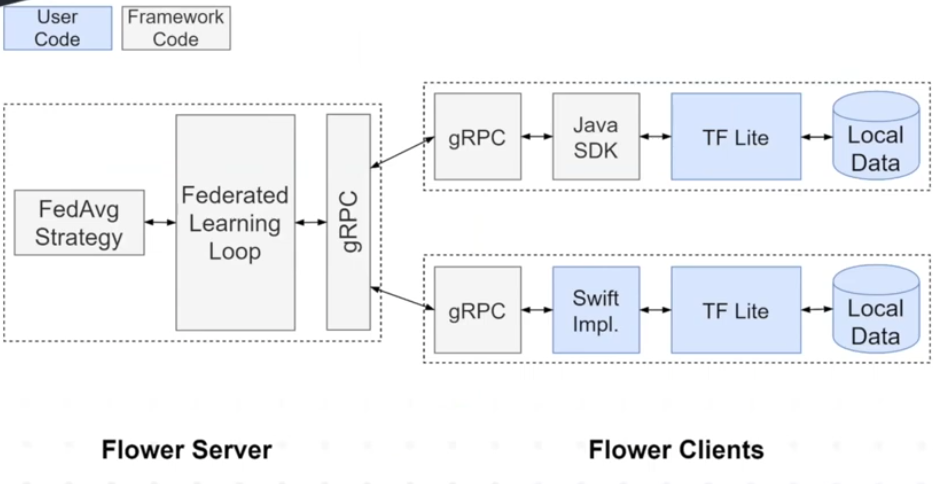 User
Code
Framework
Code
FedAvg
Strategy
Federated
Learning
Loop
gRPC
gRPC
Java
SDK
TF Lite
Local
Data
gRPC
Swift
Impl.
TF Lite
Local
Data
Flower Server
Flower Clients